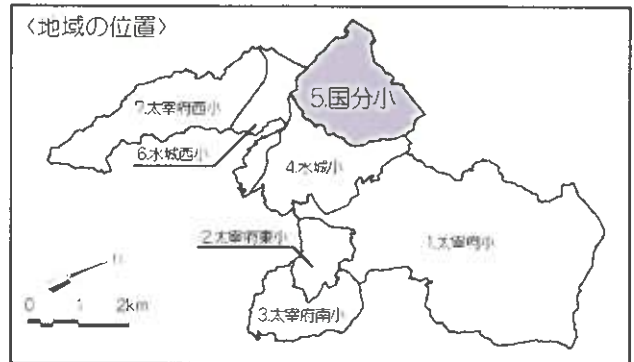 〈地域の位置〉
5.国分小
7.太宰府西小
6.水城西小
4.水城小
2.太宰府東小
1.太宰府小
3.太宰府南小
0 1 2km